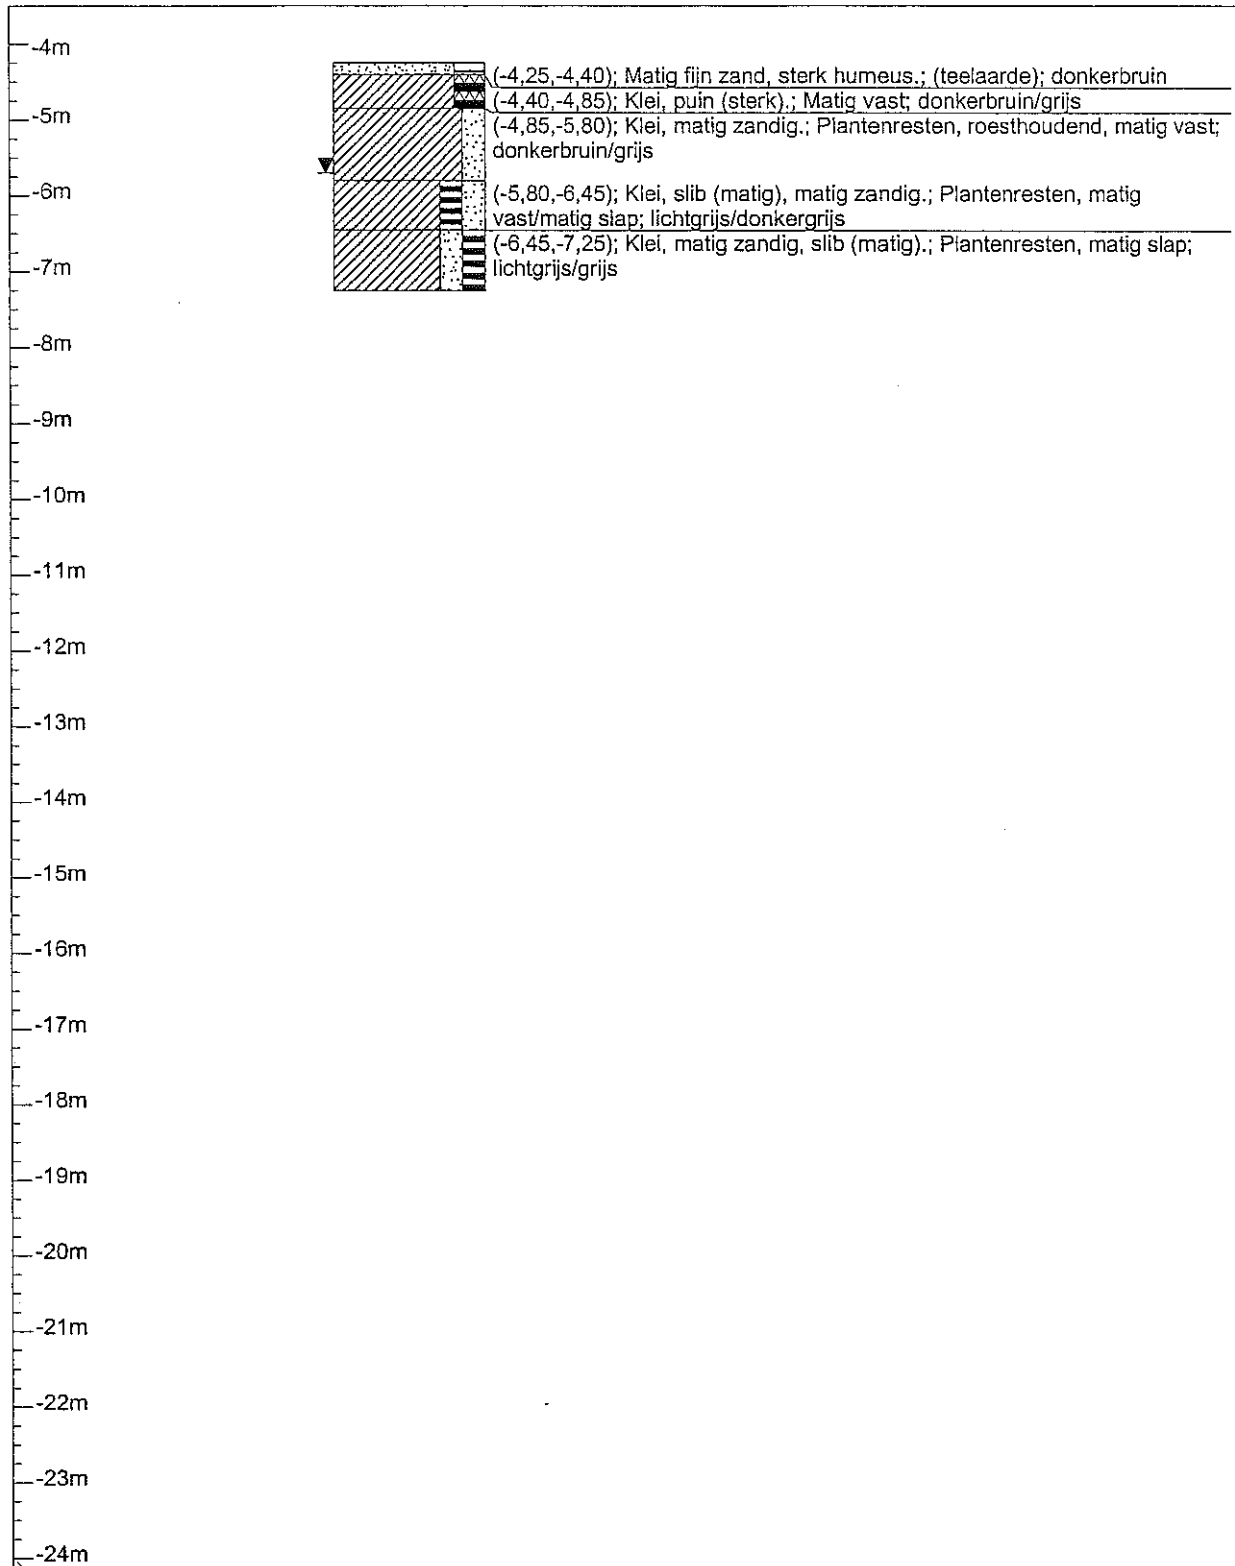 -4m
(-4,25,-4,40); Matig fijn zand, sterk humeus.; (teelaarde); donkerbruin
(-4,40,-4,85); Klei, puin (sterk).; Matig vast; donkerbruin/grijs
-5m
(-4,85,-5,80); Klei, matig zandig.; Plantenresten, roesthoudend, matig vast;
donkerbruin/grijs
-6m
(-5,80,-6,45); Klei, slib (matig), matig zandig.; Plantenresten, matig
vast/matig slap; lichtgrijs/donkergrijs
(-6,45,-7,25); Klei, matig zandig, slib (matig).; Plantenresten, matig slap;
lichtgrijs/grijs
-7m
-8m
-9m
-10m
-11m
-12m
-13m
-14m
-15m
-16m
-17m
-18m
-19m
-20m
-21m
-22m
-23m
-24m